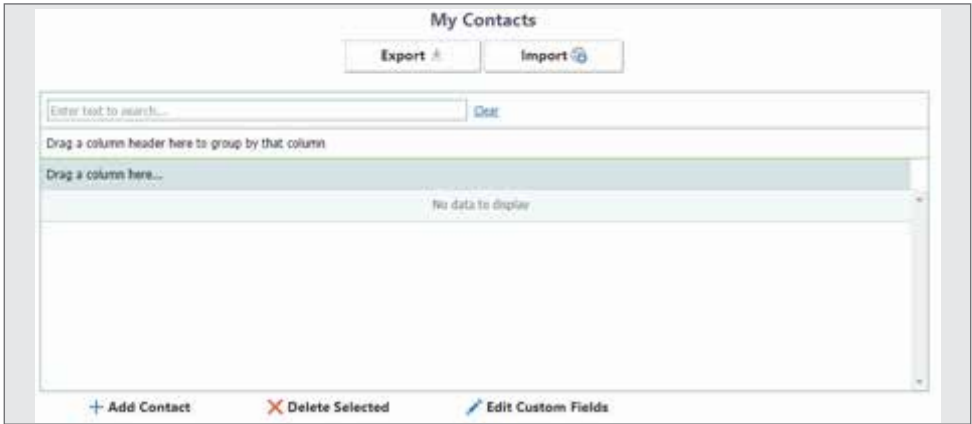 My Contacts
Export Import
Enter text to search... Clear
Drag a column header here to group by that column
Drag a column here...
No data to display
Add Contact Delete Selected Edit Custom Fields